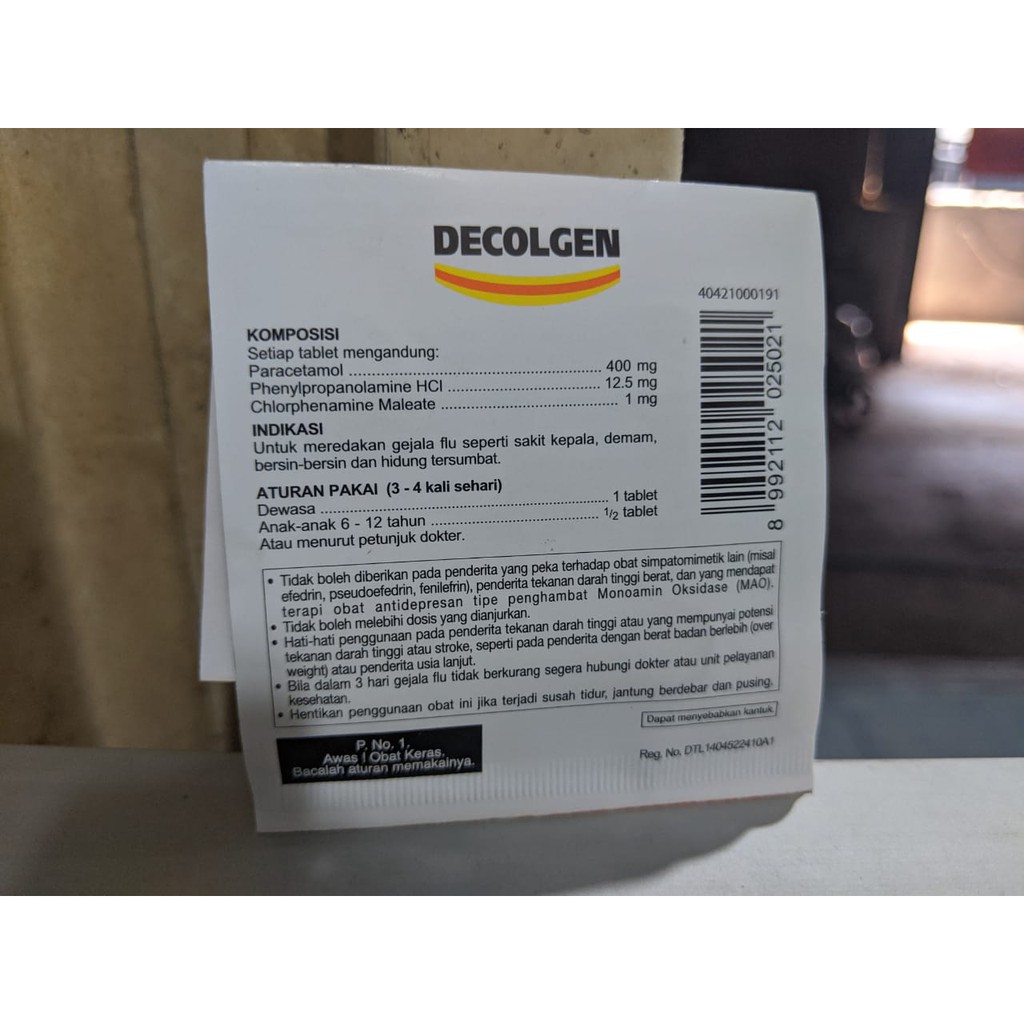 DECOLGEN
40421000191
8 992112 025021
KOMPOSISI
Setiap tablet mengandung:
Paracetamol ........................................................ 400 mg
Phenylpropanolamine HCl .................................. 12.5 mg
Chlorphenamine Maleate ........................................ 1 mg
INDIKASI
Untuk meredakan gejala flu seperti sakit kepala, demam,
bersin-bersin dan hidung tersumbat.
ATURAN PAKAI (3 - 4 kali sehari)
Dewasa ................................................................ 1 tablet
Anak-anak 6 - 12 tahun ...................................... 1/2 tablet
Atau menurut petunjuk dokter.
• Tidak boleh diberikan pada penderita yang peka terhadap obat simpatomimetik lain (misal
efedrin, pseudoefedrin, fenilefrin), penderita tekanan darah tinggi berat, dan yang mendapat
terapi obat antidepresan tipe penghambat Monoamin Oksidase (MAO).
• Tidak boleh melebihi dosis yang dianjurkan.
• Hati-hati penggunaan pada penderita tekanan darah tinggi atau yang mempunyai potensi
tekanan darah tinggi atau stroke, seperti pada penderita dengan berat badan berlebih (over
weight) atau penderita usia lanjut.
• Bila dalam 3 hari gejala flu tidak berkurang segera hubungi dokter atau unit pelayanan
kesehatan.
• Hentikan penggunaan obat ini jika terjadi susah tidur, jantung berdebar dan pusing.
Dapat menyebabkan kantuk
P. No. 1.
Awas ! Obat Keras.
Bacalah aturan memakainya.
Reg. No. DTL1404522410A1